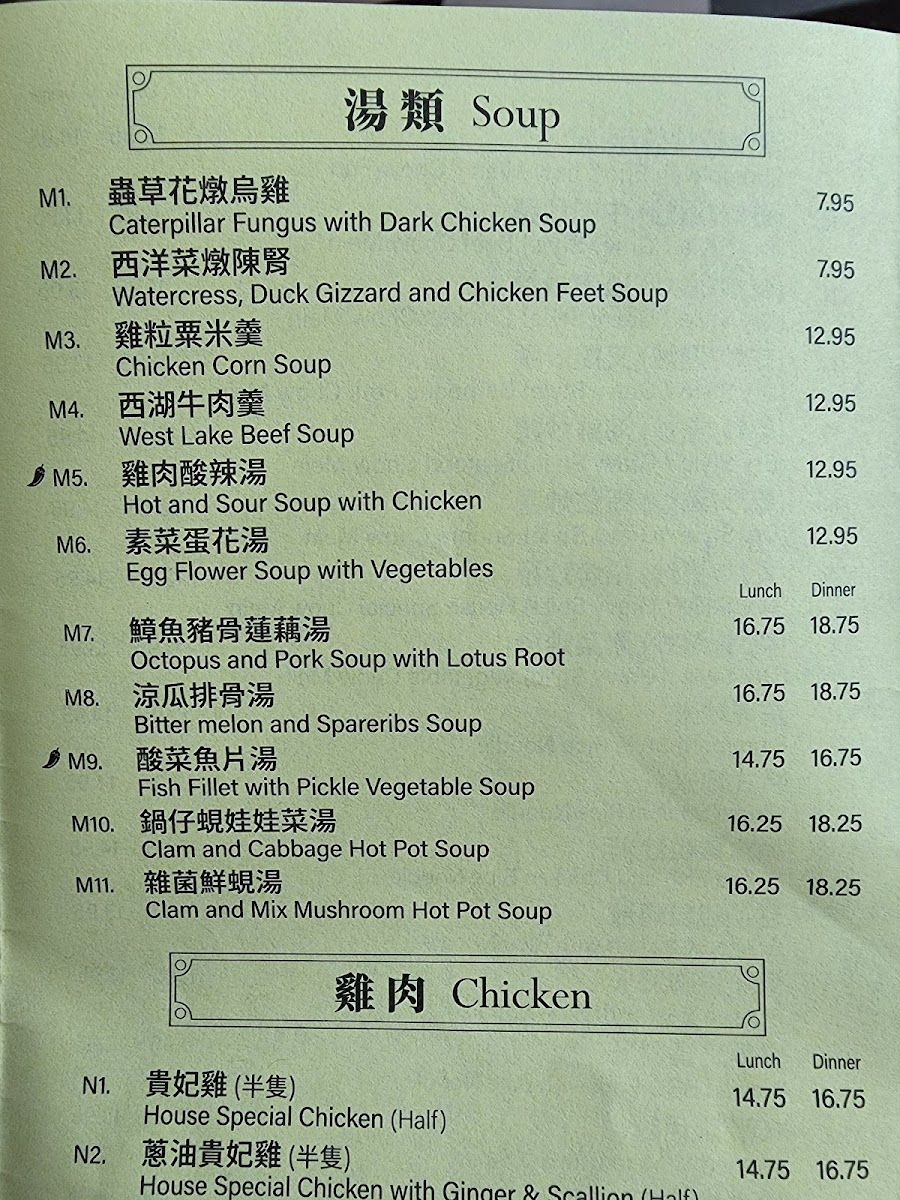 湯類 Soup
M1. 蟲草花燉烏雞 7.95
Caterpillar Fungus with Dark Chicken Soup
M2. 西洋菜燉陳腎 7.95
Watercress, Duck Gizzard and Chicken Feet Soup
M3. 雞粒粟米羹 12.95
Chicken Corn Soup
M4. 西湖牛肉羹 12.95
West Lake Beef Soup
M5. 雞肉酸辣湯 12.95
Hot and Sour Soup with Chicken
M6. 素菜蛋花湯 12.95
Egg Flower Soup with Vegetables
Lunch Dinner
M7. 鱆魚豬骨蓮藕湯 16.75 18.75
Octopus and Pork Soup with Lotus Root
M8. 涼瓜排骨湯 16.75 18.75
Bitter melon and Spareribs Soup
M9. 酸菜魚片湯 14.75 16.75
Fish Fillet with Pickle Vegetable Soup
M10. 鍋仔蜆娃娃菜湯 16.25 18.25
Clam and Cabbage Hot Pot Soup
M11. 雜菌鮮蜆湯 16.25 18.25
Clam and Mix Mushroom Hot Pot Soup
雞肉 Chicken
Lunch Dinner
N1. 貴妃雞 (半隻) 14.75 16.75
House Special Chicken (Half)
N2. 蔥油貴妃雞 (半隻) 14.75 16.75
House Special Chicken with Ginger & Scallion (Half)